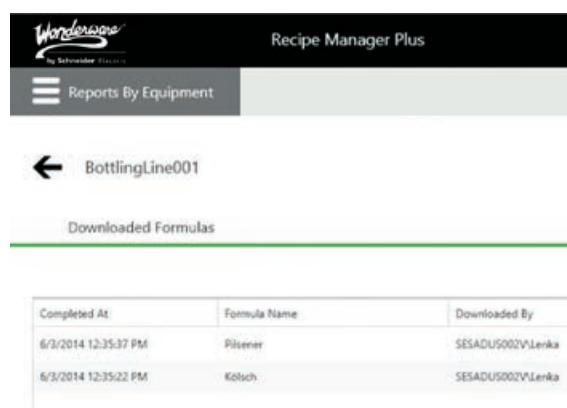 Wonderware
by Schneider Electric
Recipe Manager Plus
Reports By Equipment
BottlingLine001
Downloaded Formulas
Completed At Formula Name Downloaded By
6/3/2014 12:35:37 PM Pilsener SESADUS002V\Lenka
6/3/2014 12:35:22 PM Kölsch SESADUS002V\Lenka